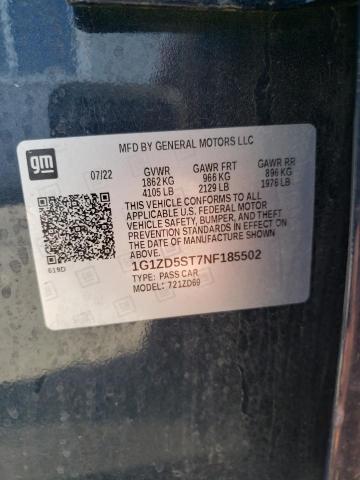 MFD BY GENERAL MOTORS LLC
gm
07/22 GVWR GAWR FRT GAWR RR
1862 KG 966 KG 896 KG
4105 LB 2129 LB 1976 LB
THIS VEHICLE CONFORMS TO ALL
APPLICABLE U.S. FEDERAL MOTOR
VEHICLE SAFETY, BUMPER, AND THEFT
PREVENTION STANDARDS IN EFFECT
ON THE DATE OF MANUFACTURE SHOWN
ABOVE.
619D
1G1ZD5ST7NF185502
TYPE: PASS CAR
MODEL: 721ZD69